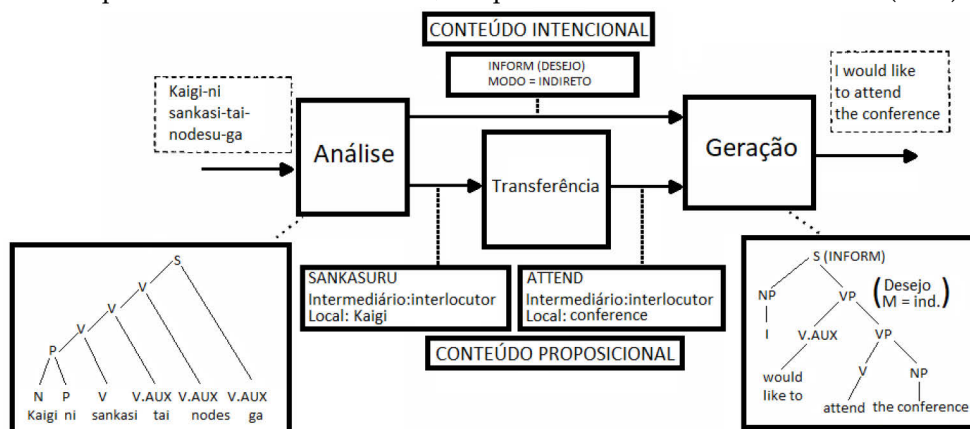 CONTEÚDO INTENCIONAL
INFORM (DESEJO)
MODO = INDIRETO
Kaigi-ni
sankasi-tai-
nodesu-ga
I would like
to attend
the conference
Análise
Transferência
Geração
SANKASURU
Intermediário:interlocutor
Local: Kaigi
ATTEND
Intermediário:interlocutor
Local: conference
CONTEÚDO PROPOSICIONAL
S
V
V
V
P
N P V V.AUX V.AUX V.AUX
Kaigi ni sankasi tai nodes ga
S (INFORM)
NP VP (Desejo
M = ind.)
I V.AUX VP
would
like to
V NP
attend the conference